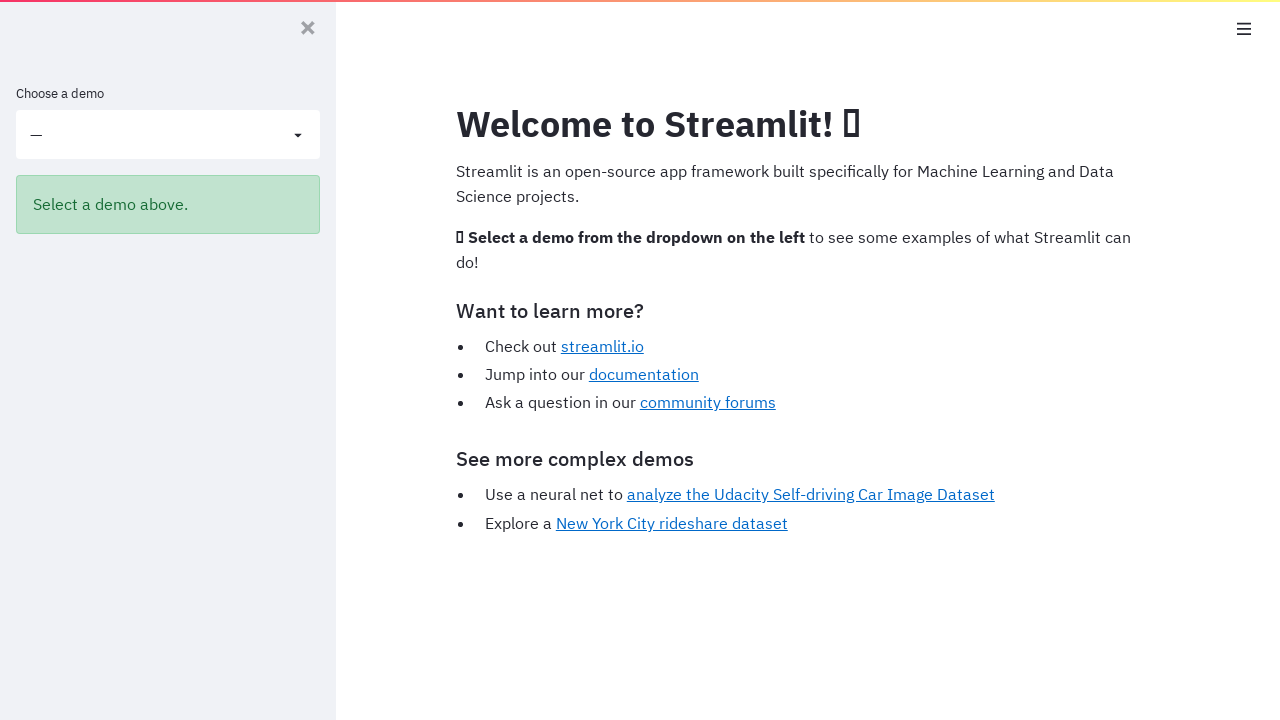 Choose a demo
—
Select a demo above.
Welcome to Streamlit!
Streamlit is an open-source app framework built specifically for Machine Learning and Data
Science projects.
Select a demo from the dropdown on the left to see some examples of what Streamlit can
do!
Want to learn more?
• Check out streamlit.io
• Jump into our documentation
• Ask a question in our community forums
See more complex demos
• Use a neural net to analyze the Udacity Self-driving Car Image Dataset
• Explore a New York City rideshare dataset